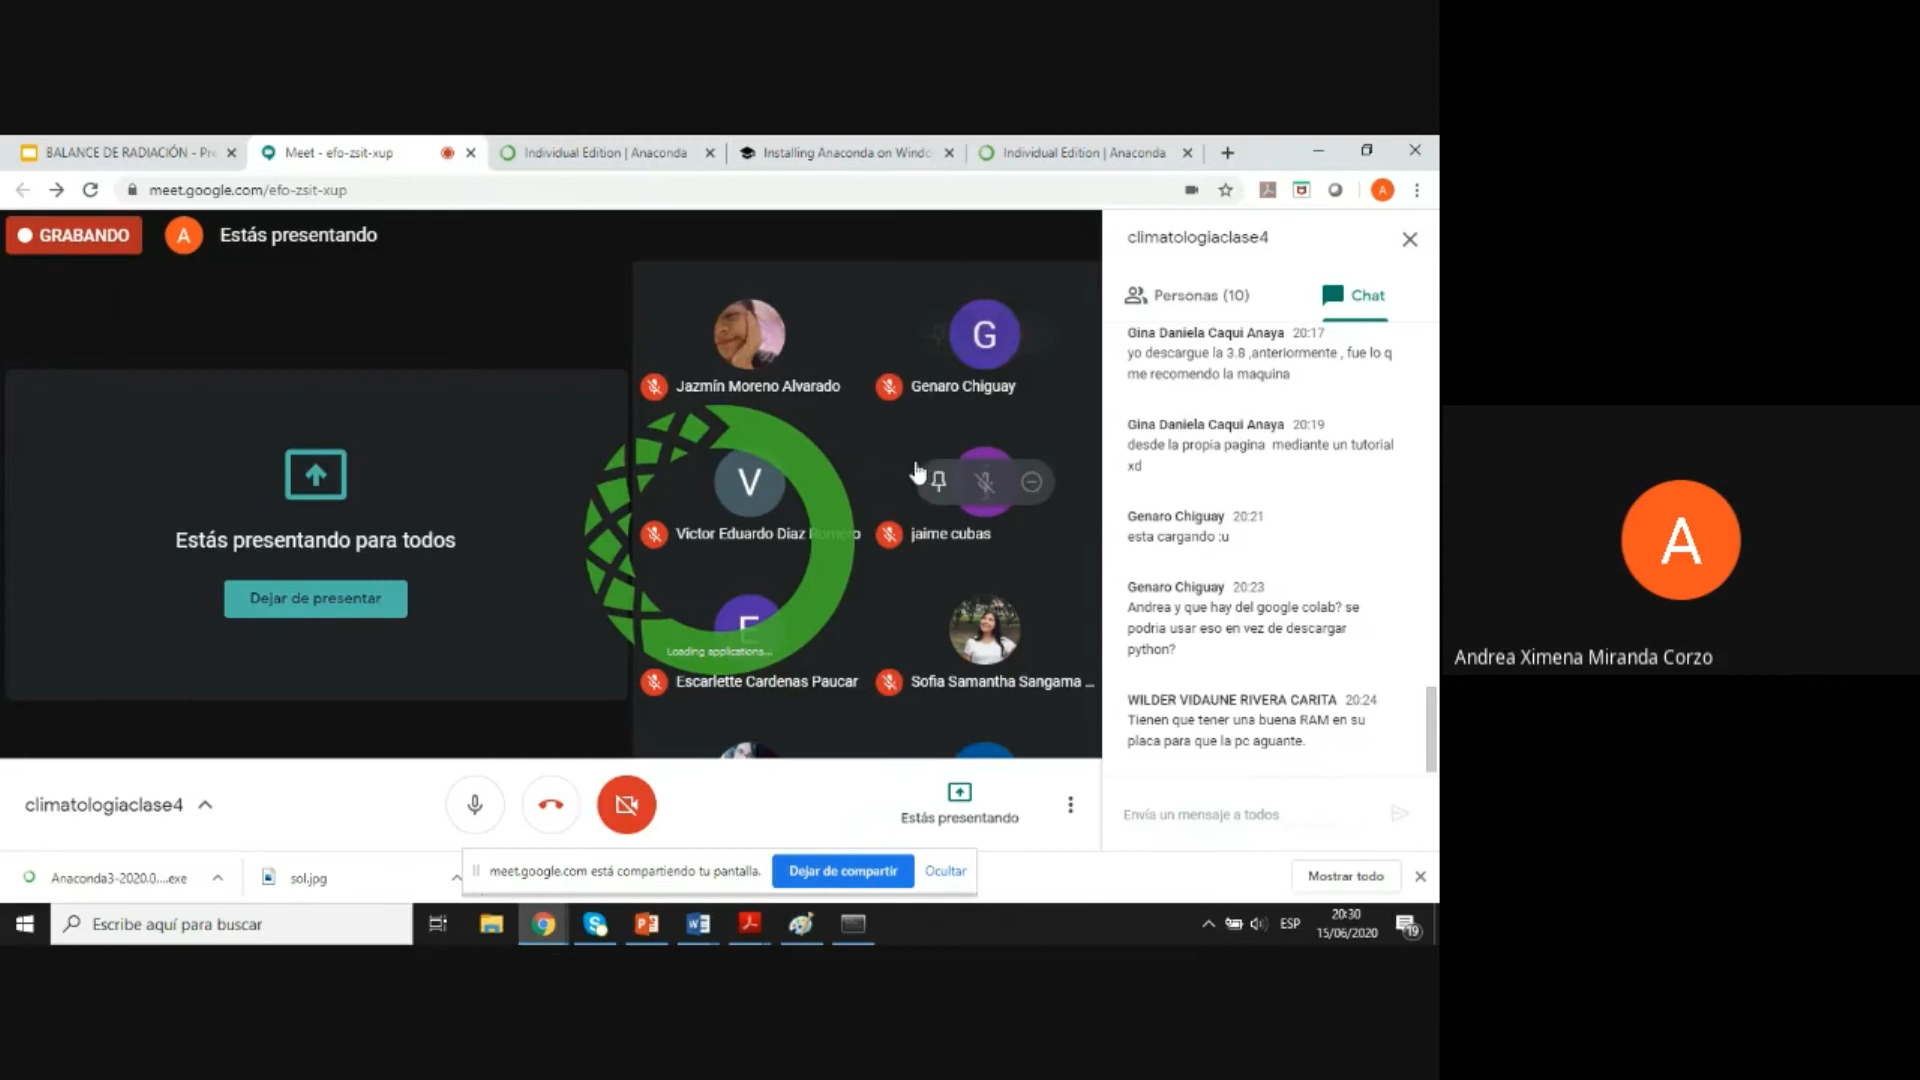 BALANCE DE RADIACIÓN - Pre
Meet - efo-zsit-xup
Individual Edition | Anaconda
Installing Anaconda on Windo
Individual Edition | Anaconda
meet.google.com/efo-zsit-xup
A
GRABANDO
A
Estás presentando
climatologiaclase4
Personas (10)
Chat
Gina Daniela Caqui Anaya 20:17
yo descargue la 3.8 ,anteriormente , fue lo q
me recomendo la maquina
Gina Daniela Caqui Anaya 20:19
desde la propia pagina mediante un tutorial
xd
Genaro Chiguay 20:21
esta cargando :u
Genaro Chiguay 20:23
Andrea y que hay del google colab? se
podria usar eso en vez de descargar
python?
WILDER VIDAUNE RIVERA CARITA 20:24
Tienen que tener una buena RAM en su
placa para que la pc aguante.
Envía un mensaje a todos
G
Jazmín Moreno Alvarado
Genaro Chiguay
V
Victor Eduardo Diaz Romero
jaime cubas
E
Loading applications...
Escarlette Cardenas Paucar
Sofia Samantha Sangama ...
Estás presentando para todos
Dejar de presentar
climatologiaclase4
Estás presentando
Anaconda3-2020.0....exe
sol.jpg
meet.google.com está compartiendo tu pantalla.
Dejar de compartir
Ocultar
Mostrar todo
Escribe aquí para buscar
ESP
20:30
15/06/2020
19
A
Andrea Ximena Miranda Corzo